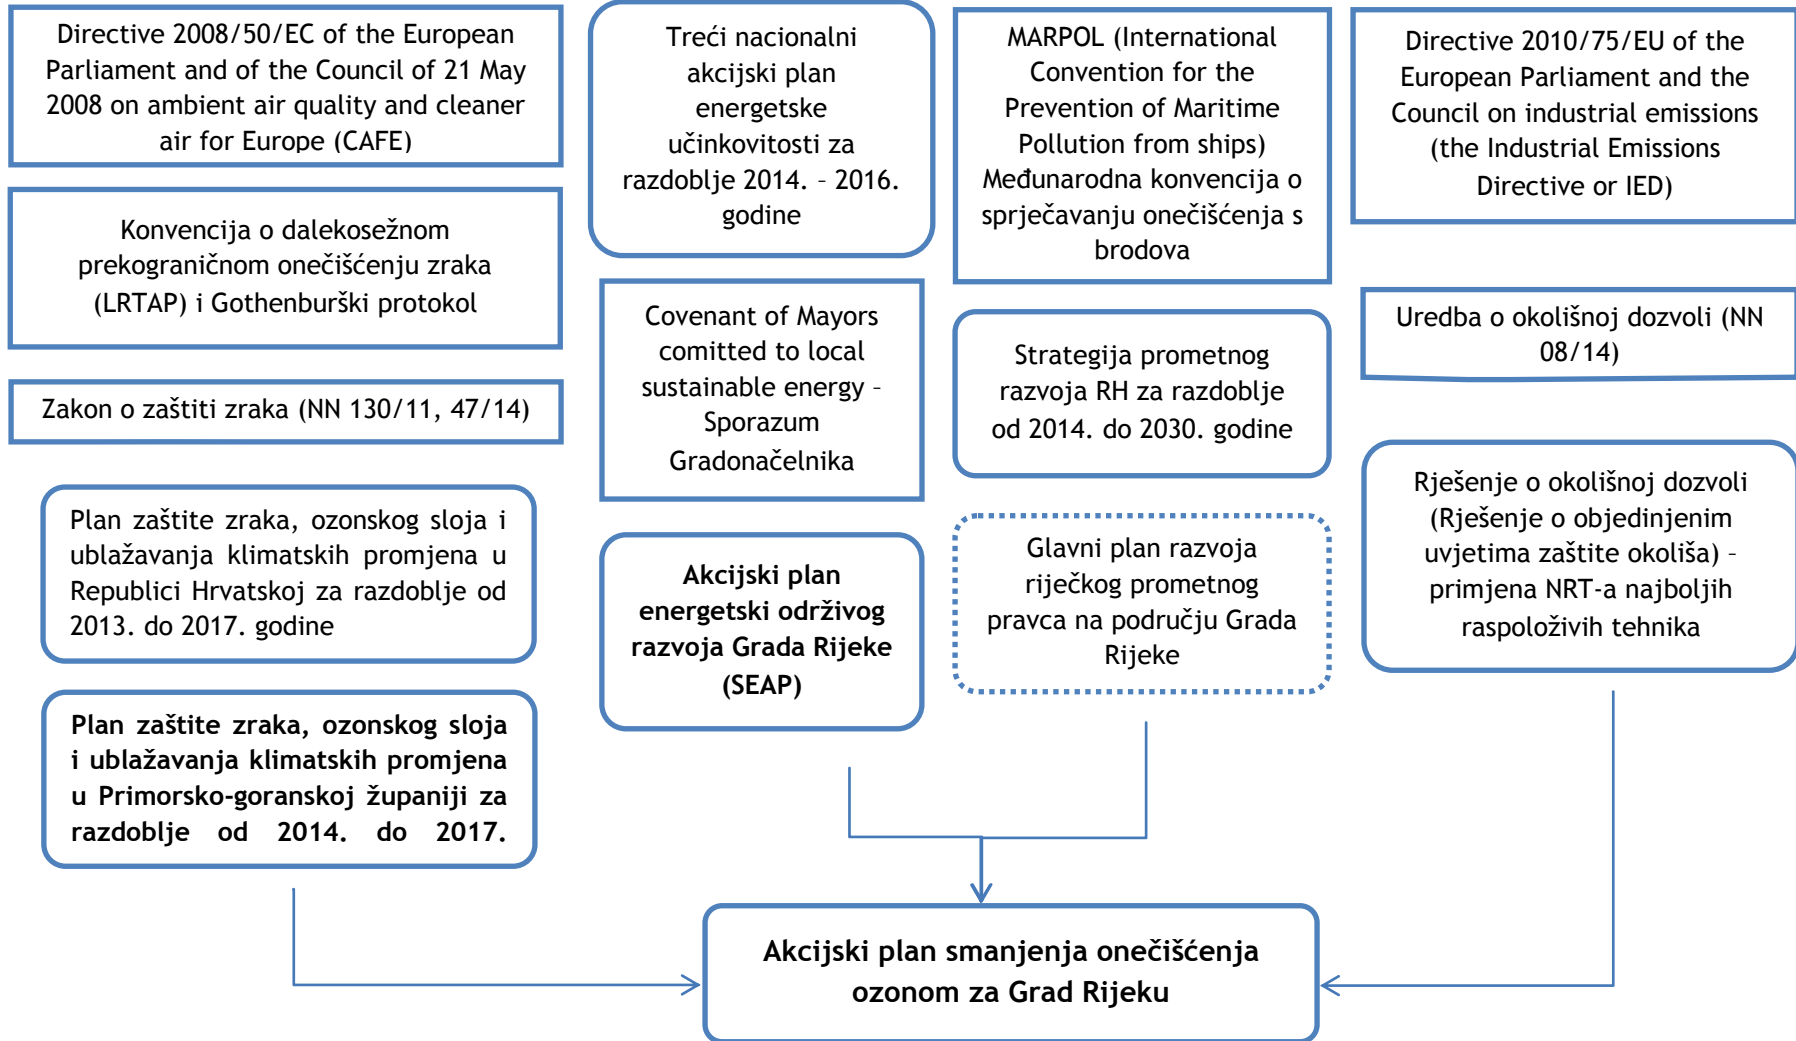 Directive 2008/50/EC of the European
Parliament and of the Council of 21 May
2008 on ambient air quality and cleaner
air for Europe (CAFE)
Konvencija o dalekosežnom
prekograničnom onečišćenju zraka
(LRTAP) i Gothenburški protokol
Zakon o zaštiti zraka (NN 130/11, 47/14)
Plan zaštite zraka, ozonskog sloja i
ublažavanja klimatskih promjena u
Republici Hrvatskoj za razdoblje od
2013. do 2017. godine
Plan zaštite zraka, ozonskog sloja
i ublažavanja klimatskih promjena
u Primorsko-goranskoj županiji za
razdoblje od 2014. do 2017.
Treći nacionalni
akcijski plan
energetske
učinkovitosti za
razdoblje 2014. – 2016.
godine
Covenant of Mayors
comitted to local
sustainable energy –
Sporazum
Gradonačelnika
Akcijski plan
energetski održivog
razvoja Grada Rijeke
(SEAP)
MARPOL (International
Convention for the
Prevention of Maritime
Pollution from ships)
Međunarodna konvencija o
sprječavanju onečišćenja s
brodova
Strategija prometnog
razvoja RH za razdoblje
od 2014. do 2030. godine
Glavni plan razvoja
riječkog prometnog
pravca na području Grada
Rijeke
Directive 2010/75/EU of the
European Parliament and the
Council on industrial emissions
(the Industrial Emissions
Directive or IED)
Uredba o okolišnoj dozvoli (NN
08/14)
Rješenje o okolišnoj dozvoli
(Rješenje o objedinjenim
uvjetima zaštite okoliša) –
primjena NRT-a najboljih
raspoloživih tehnika
Akcijski plan smanjenja onečišćenja
ozonom za Grad Rijeku